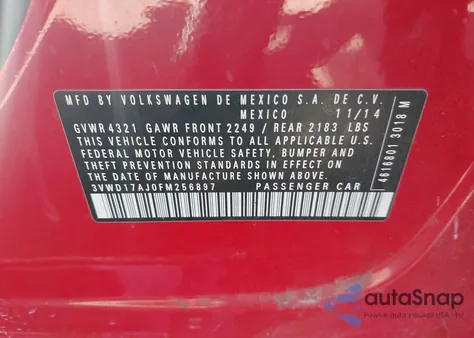 MFD BY VOLKSWAGEN DE MEXICO S.A. DE C.V.
MEXICO 11/14
GVWR 4321 GAWR FRONT 2249 / REAR 2183 LBS
THIS VEHICLE CONFORMS TO ALL APPLICABLE U.S.
FEDERAL MOTOR VEHICLE SAFETY, BUMPER AND
THEFT PREVENTION STANDARDS IN EFFECT ON
THE DATE OF MANUFACTURE SHOWN ABOVE.
3VWD17AJ0FM256897 PASSENGER CAR
4616801 3018 M
autoSnap